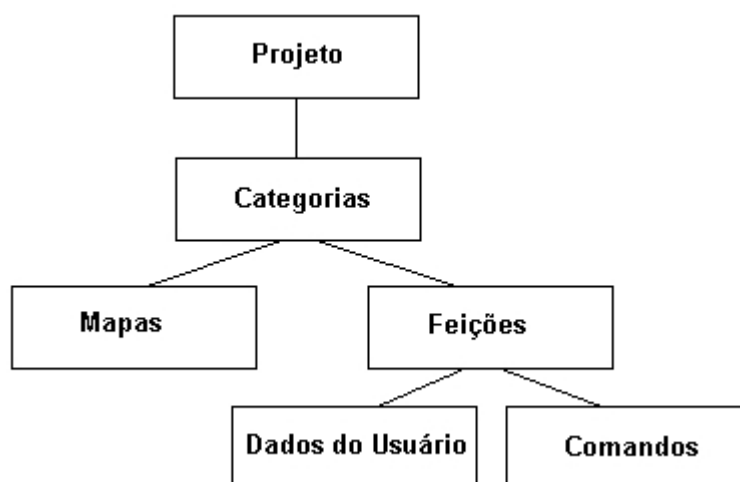 Projeto
Categorias
Mapas
Feições
Dados do Usuário
Comandos